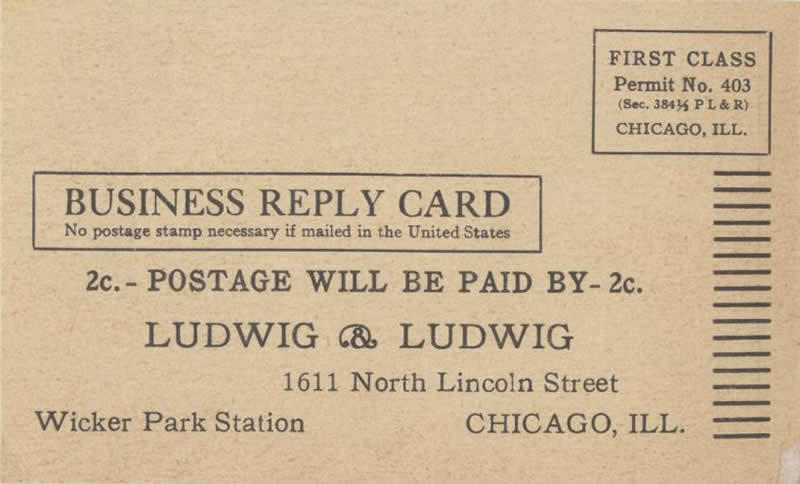 FIRST CLASS
Permit No. 403
(Sec. 384½ P L & R)
CHICAGO, ILL.
BUSINESS REPLY CARD
No postage stamp necessary if mailed in the United States
2c. - POSTAGE WILL BE PAID BY - 2c.
LUDWIG & LUDWIG
1611 North Lincoln Street
Wicker Park Station CHICAGO, ILL.